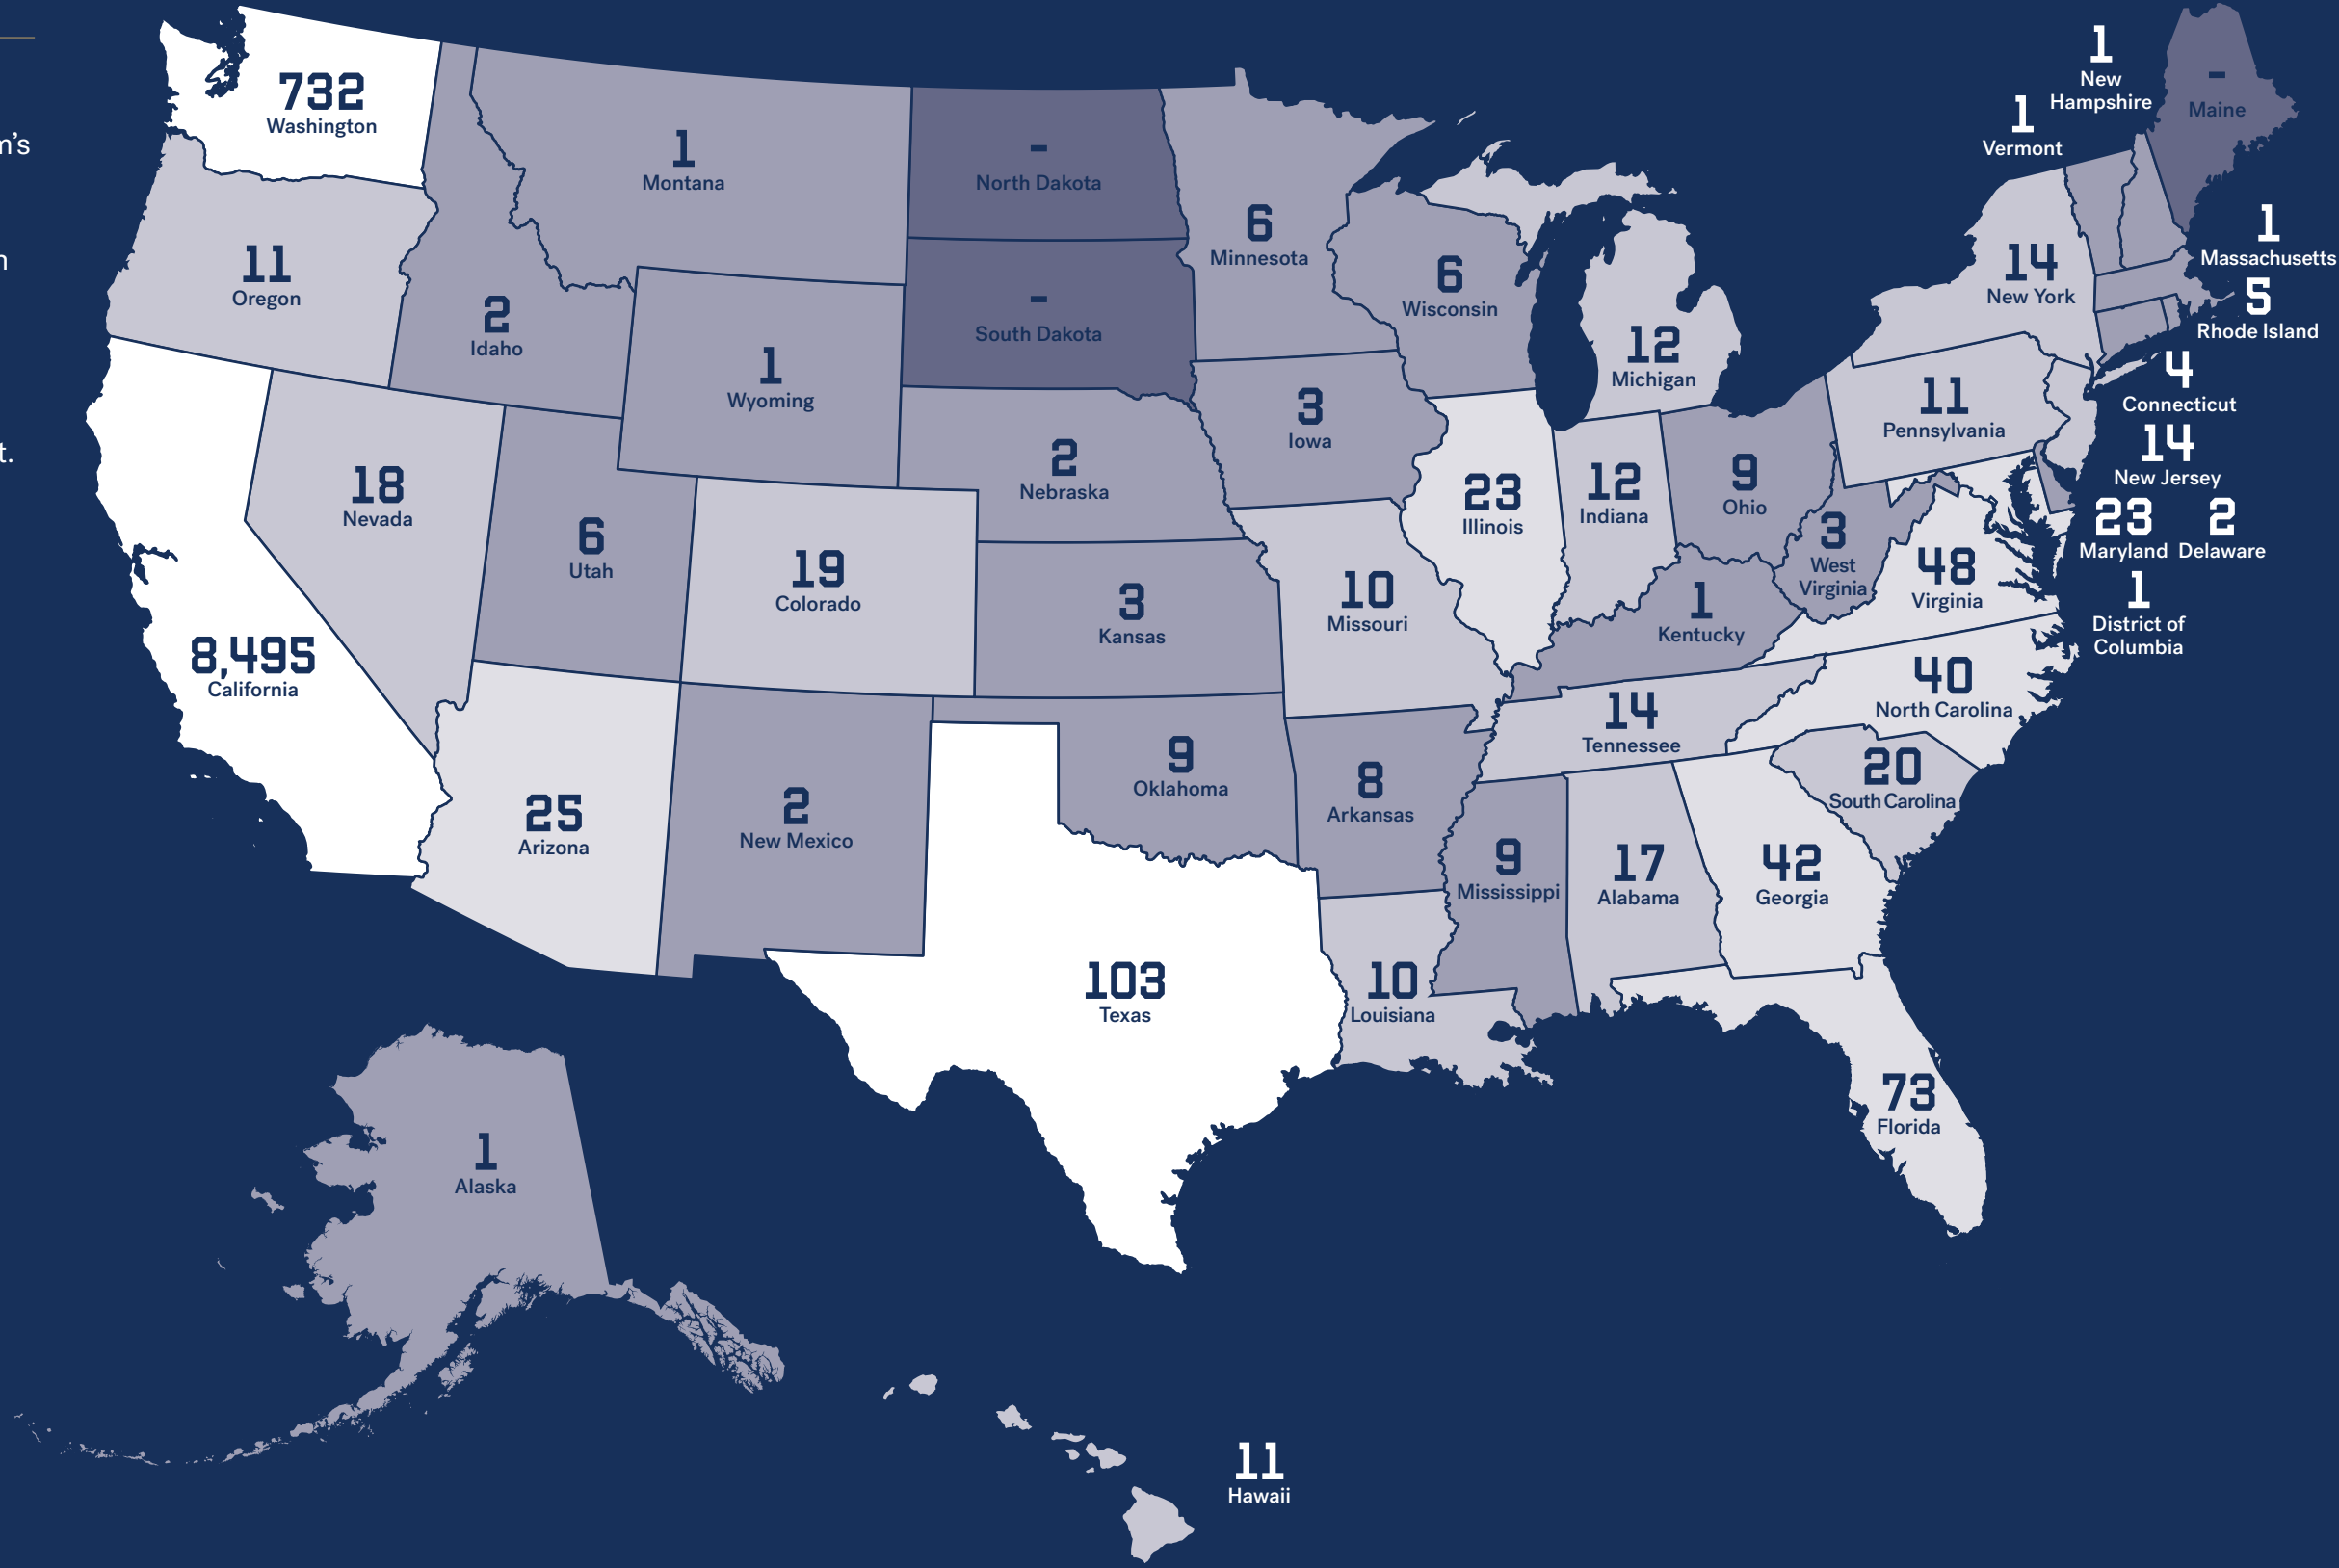 m's
n
t.
732
Washington
11
Oregon
2
Idaho
1
Montana
-
North Dakota
-
South Dakota
1
Wyoming
6
Minnesota
6
Wisconsin
12
Michigan
3
Iowa
2
Nebraska
18
Nevada
6
Utah
19
Colorado
3
Kansas
10
Missouri
23
Illinois
12
Indiana
9
Ohio
3
West
Virginia
1
Kentucky
48
Virginia
8,495
California
25
Arizona
2
New Mexico
9
Oklahoma
8
Arkansas
14
Tennessee
40
North Carolina
20
South Carolina
9
Mississippi
17
Alabama
42
Georgia
103
Texas
10
Louisiana
73
Florida
1
Alaska
11
Hawaii
1
New
Hampshire
1
Vermont
-
Maine
14
New York
11
Pennsylvania
1
Massachusetts
5
Rhode Island
4
Connecticut
14
New Jersey
23
Maryland
2
Delaware
1
District of
Columbia